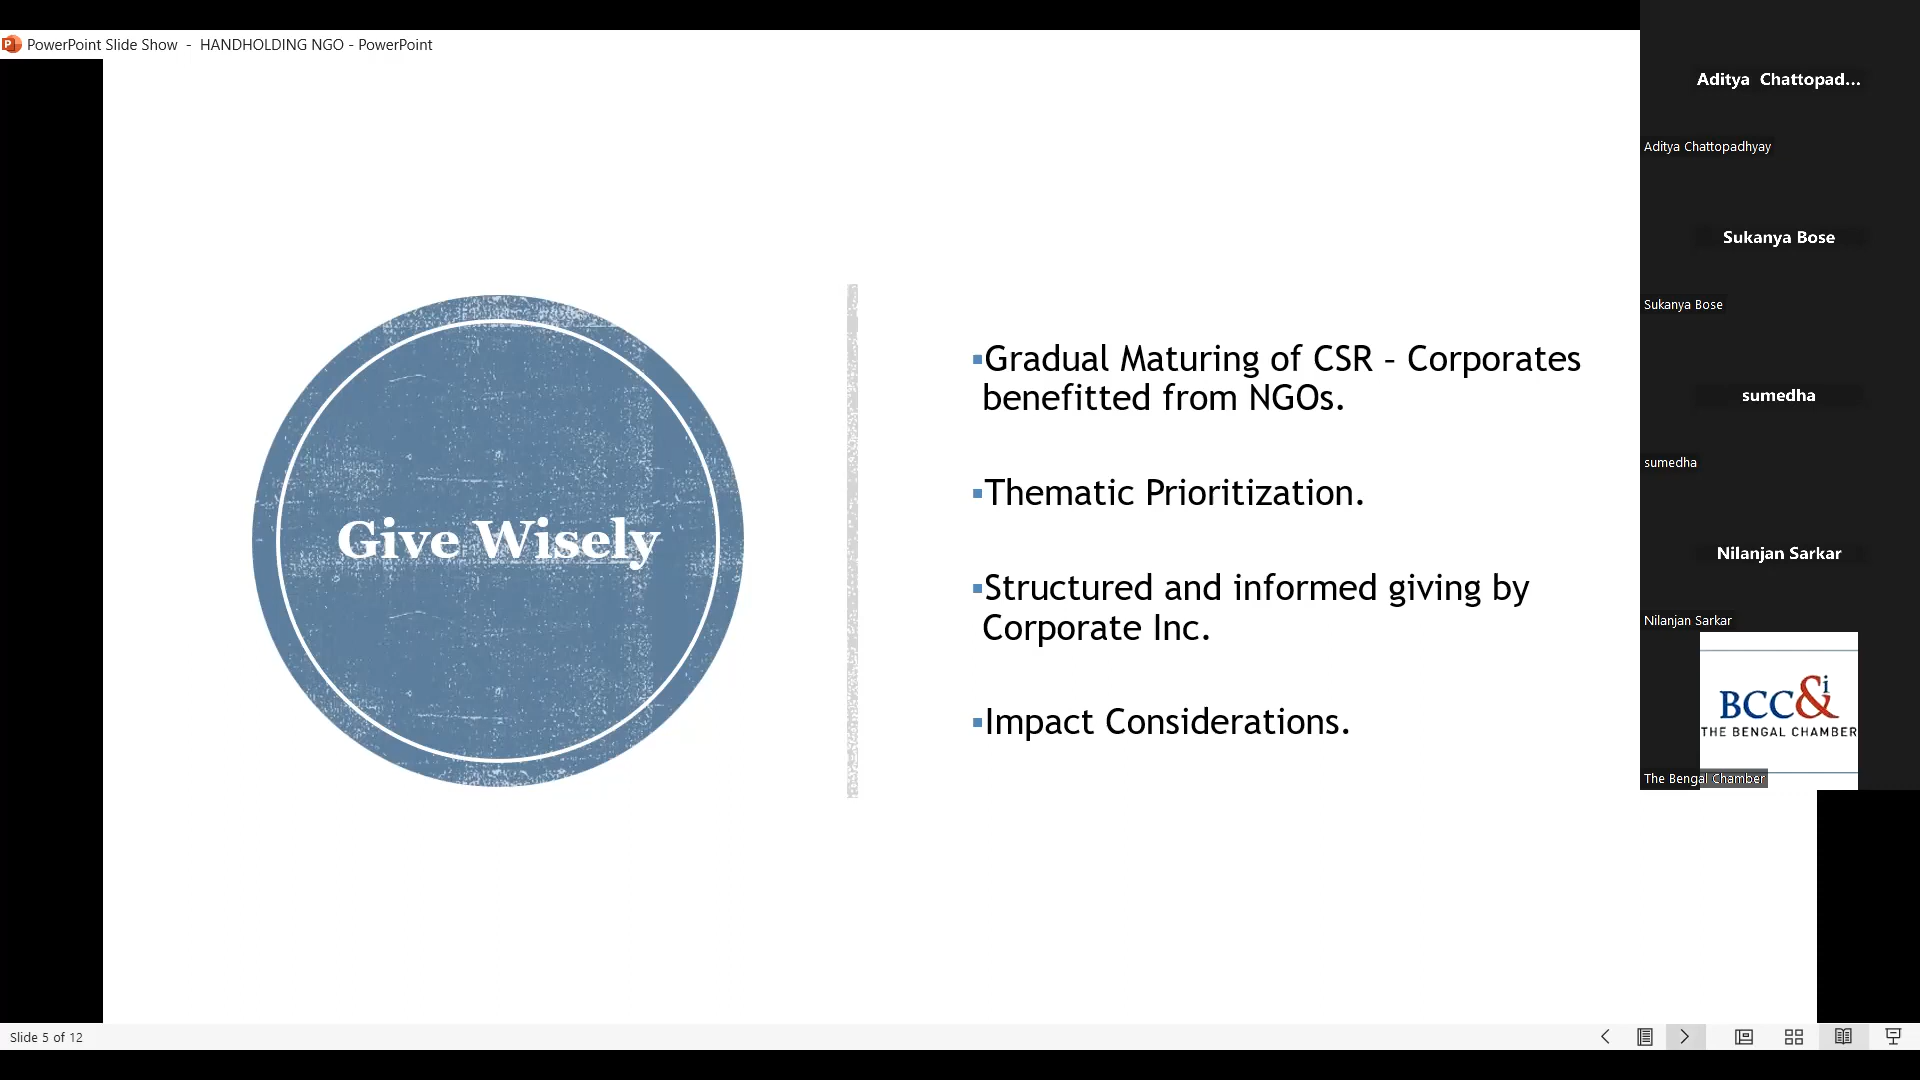 PowerPoint Slide Show - HANDHOLDING NGO - PowerPoint
Give Wisely
▪Gradual Maturing of CSR – Corporates
benefitted from NGOs.
▪Thematic Prioritization.
▪Structured and informed giving by
Corporate Inc.
▪Impact Considerations.
Aditya Chattopad...
Aditya Chattopadhyay
Sukanya Bose
Sukanya Bose
sumedha
sumedha
Nilanjan Sarkar
Nilanjan Sarkar
BCC&i
THE BENGAL CHAMBER
The Bengal Chamber
Slide 5 of 12